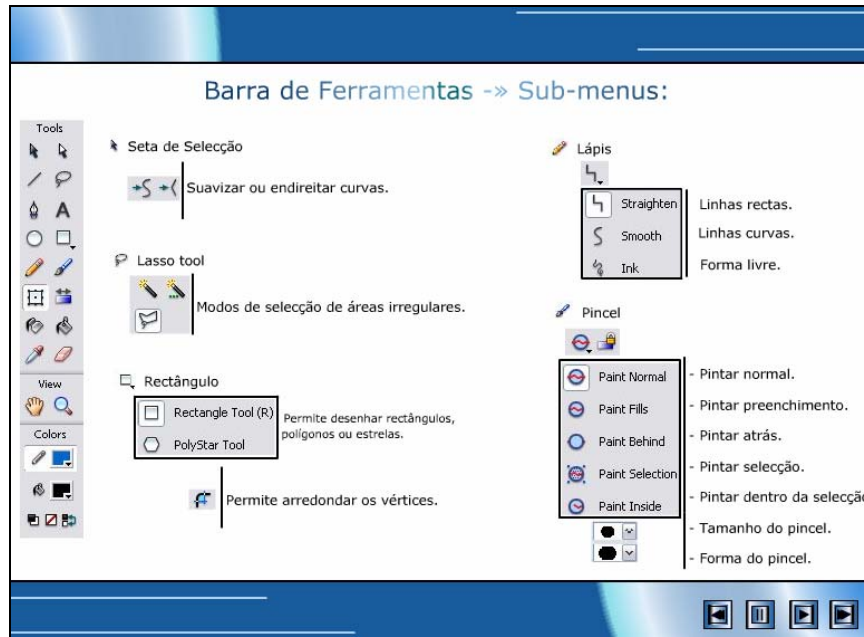 Barra de Ferramentas -» Sub-menus:
Tools
View
Colors
Seta de Selecção
Suavizar ou endireitar curvas.
Lasso tool
Modos de selecção de áreas irregulares.
Rectângulo
Rectangle Tool (R)
PolyStar Tool
Permite desenhar rectângulos,
polígonos ou estrelas.
Permite arredondar os vértices.
Lápis
Straighten
Linhas rectas.
Smooth
Linhas curvas.
Ink
Forma livre.
Pincel
Paint Normal
- Pintar normal.
Paint Fills
- Pintar preenchimento.
Paint Behind
- Pintar atrás.
Paint Selection
- Pintar selecção.
Paint Inside
- Pintar dentro da selecçã
- Tamanho do pincel.
- Forma do pincel.